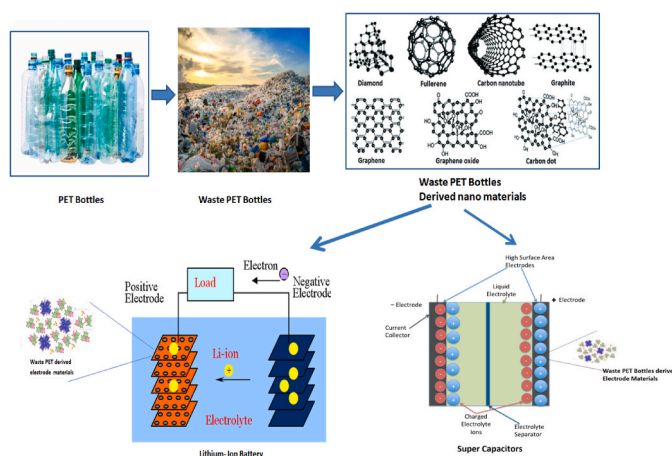 PET Bottles
Waste PET Bottles
Diamond
Fullerene
Carbon nanotube
Graphite
Graphene
Graphene oxide
Carbon dot
COOH
OH
HO
O
Waste PET Bottles
Derived nano materials
Electron
−
Positive
Electrode
Load
Negative
Electrode
Waste PET derived
electrode materials
Li-ion
+
Electrolyte
Lithium- Ion Battery
High Surface Area
Electrodes
Liquid
Electrolyte
– Electrode
+ Electrode
Current
Collector
Waste PET Bottles derive
Electrode Materials
Charged
Electrolyte
Ions
Electrolyte
Separator
Super Capacitors